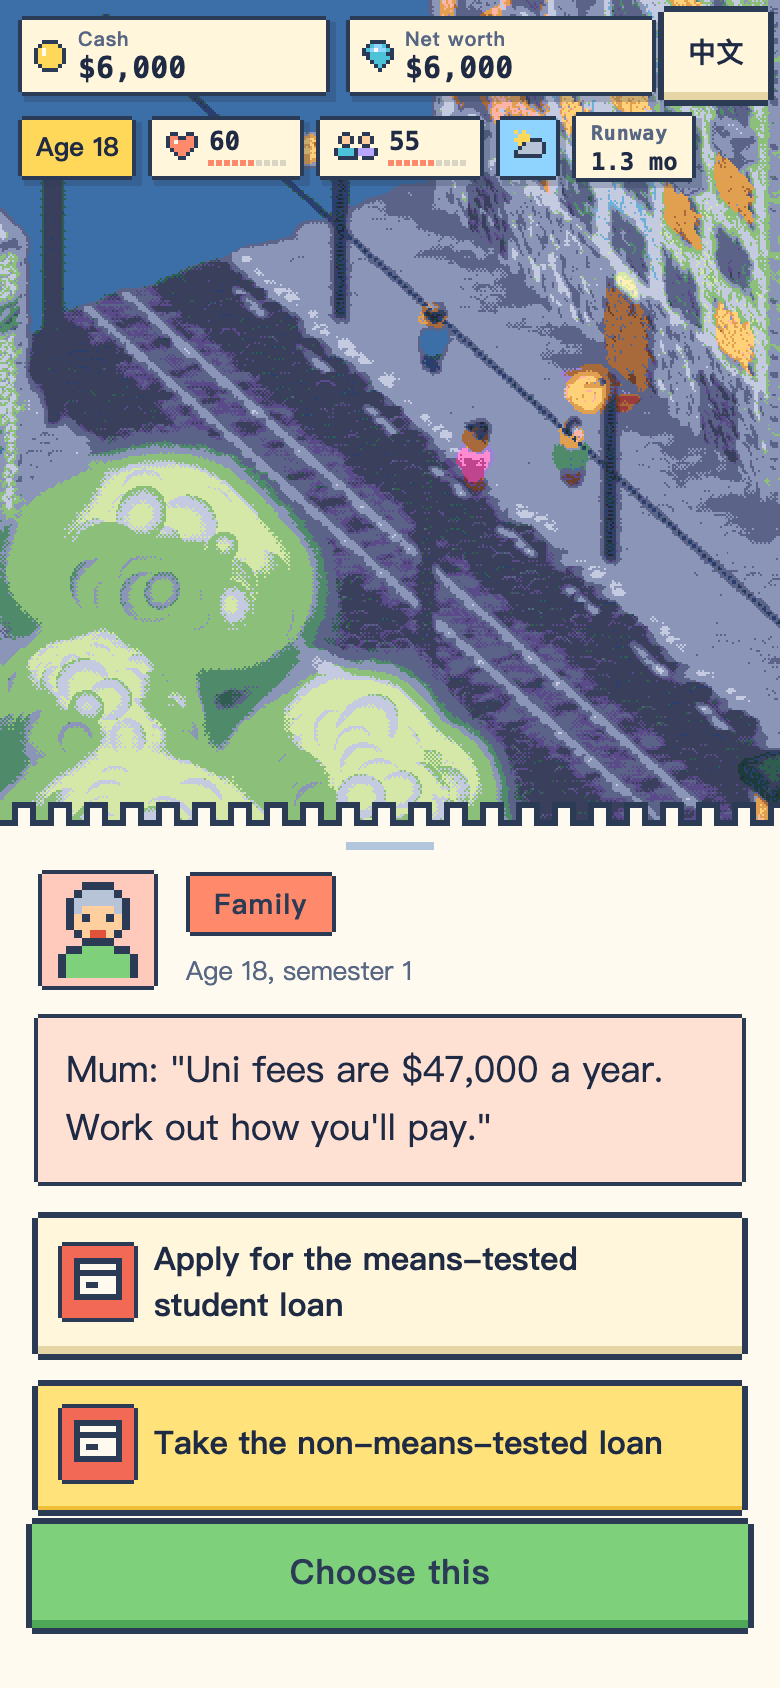 Cash
$6,000
Net worth
$6,000
中文
Age 18
60
55
Runway
1.3 mo
Family
Age 18, semester 1
Mum: "Uni fees are $47,000 a year.
Work out how you'll pay."
Apply for the means-tested
student loan
Take the non-means-tested loan
Choose this